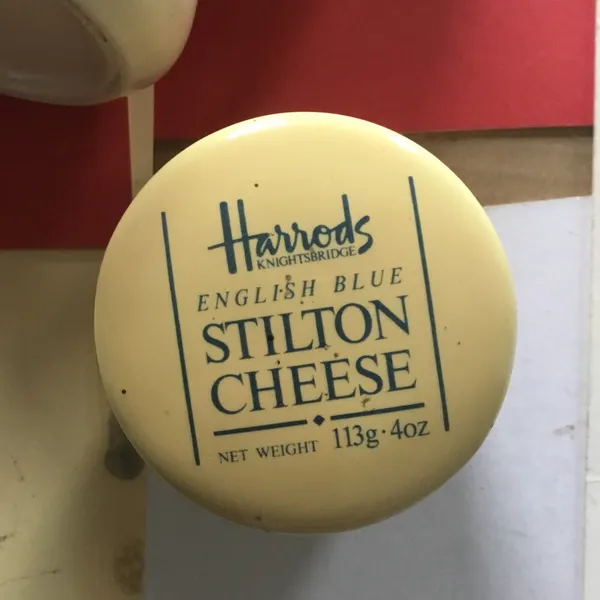 Harrods
KNIGHTSBRIDGE
ENGLISH BLUE
STILTON
CHEESE
NET WEIGHT 113g·4oz